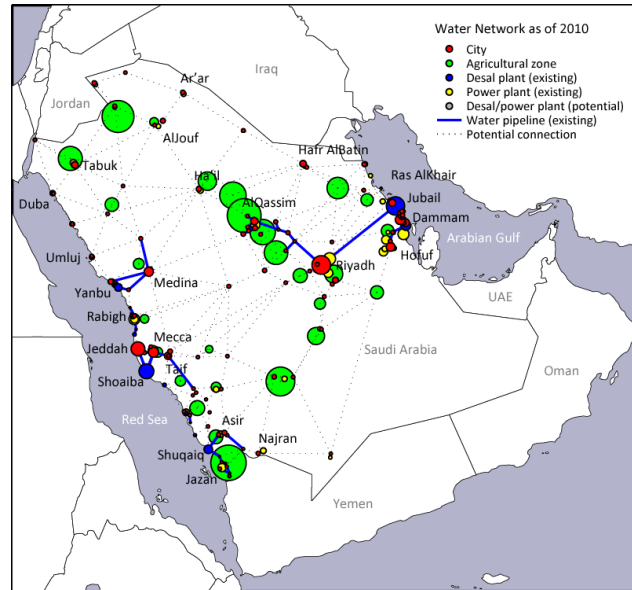 Water Network as of 2010
City
Agricultural zone
Desal plant (existing)
Power plant (existing)
Desal/power plant (potential)
Water pipeline (existing)
Potential connection
Iraq
Jordan
Ar'ar
AlJouf
Tabuk
Hafr AlBatin
Ha'il
Ras AlKhair
Duba
AlQassim
Jubail
Dammam
Arabian Gulf
Umluj
Medina
Riyadh
Hofuf
Yanbu
UAE
Rabigh
Mecca
Jeddah
Saudi Arabia
Taif
Oman
Shoaiba
Red Sea
Asir
Najran
Shuqaiq
Jazan
Yemen